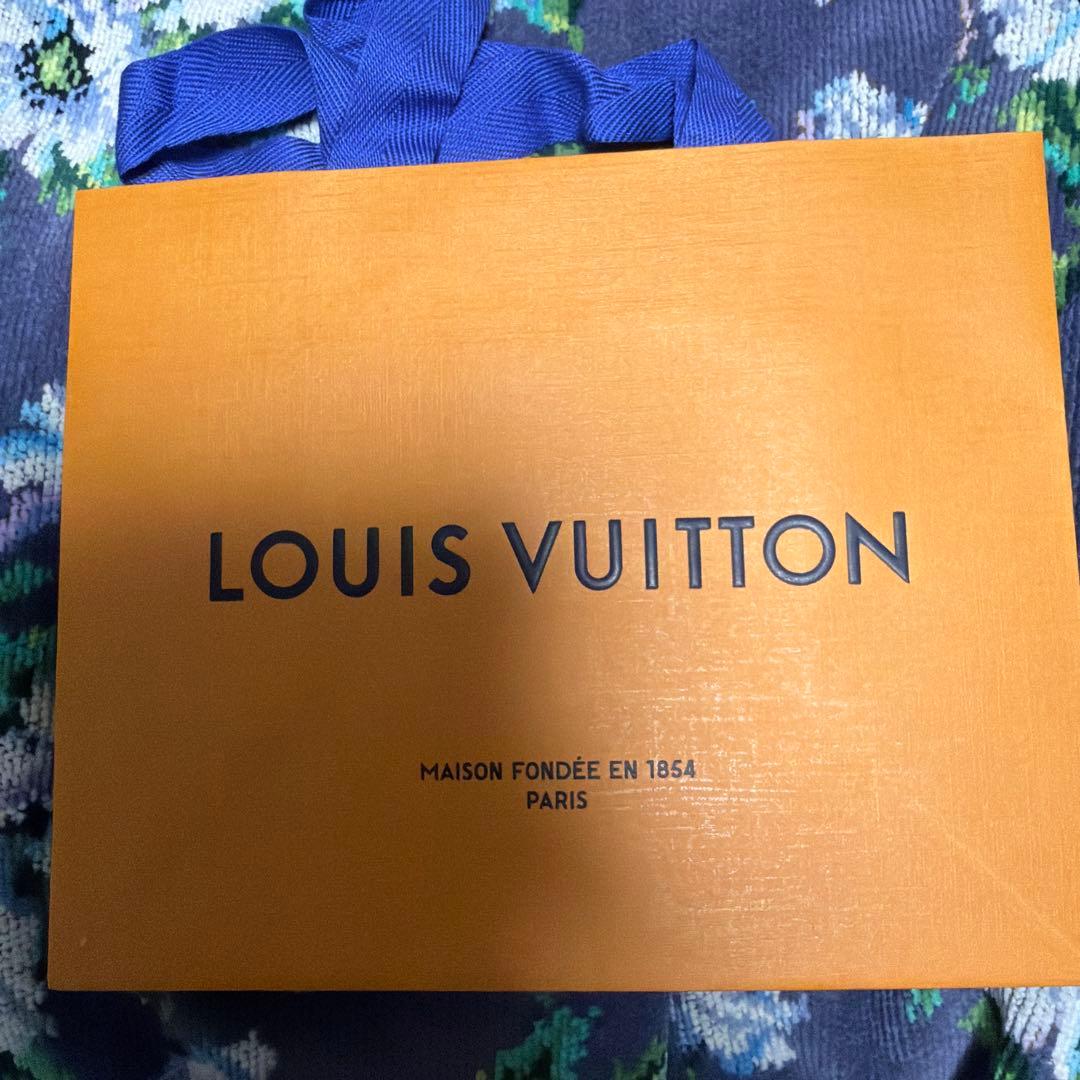 LOUIS VUITTON
MAISON FONDÉE EN 1854
PARIS